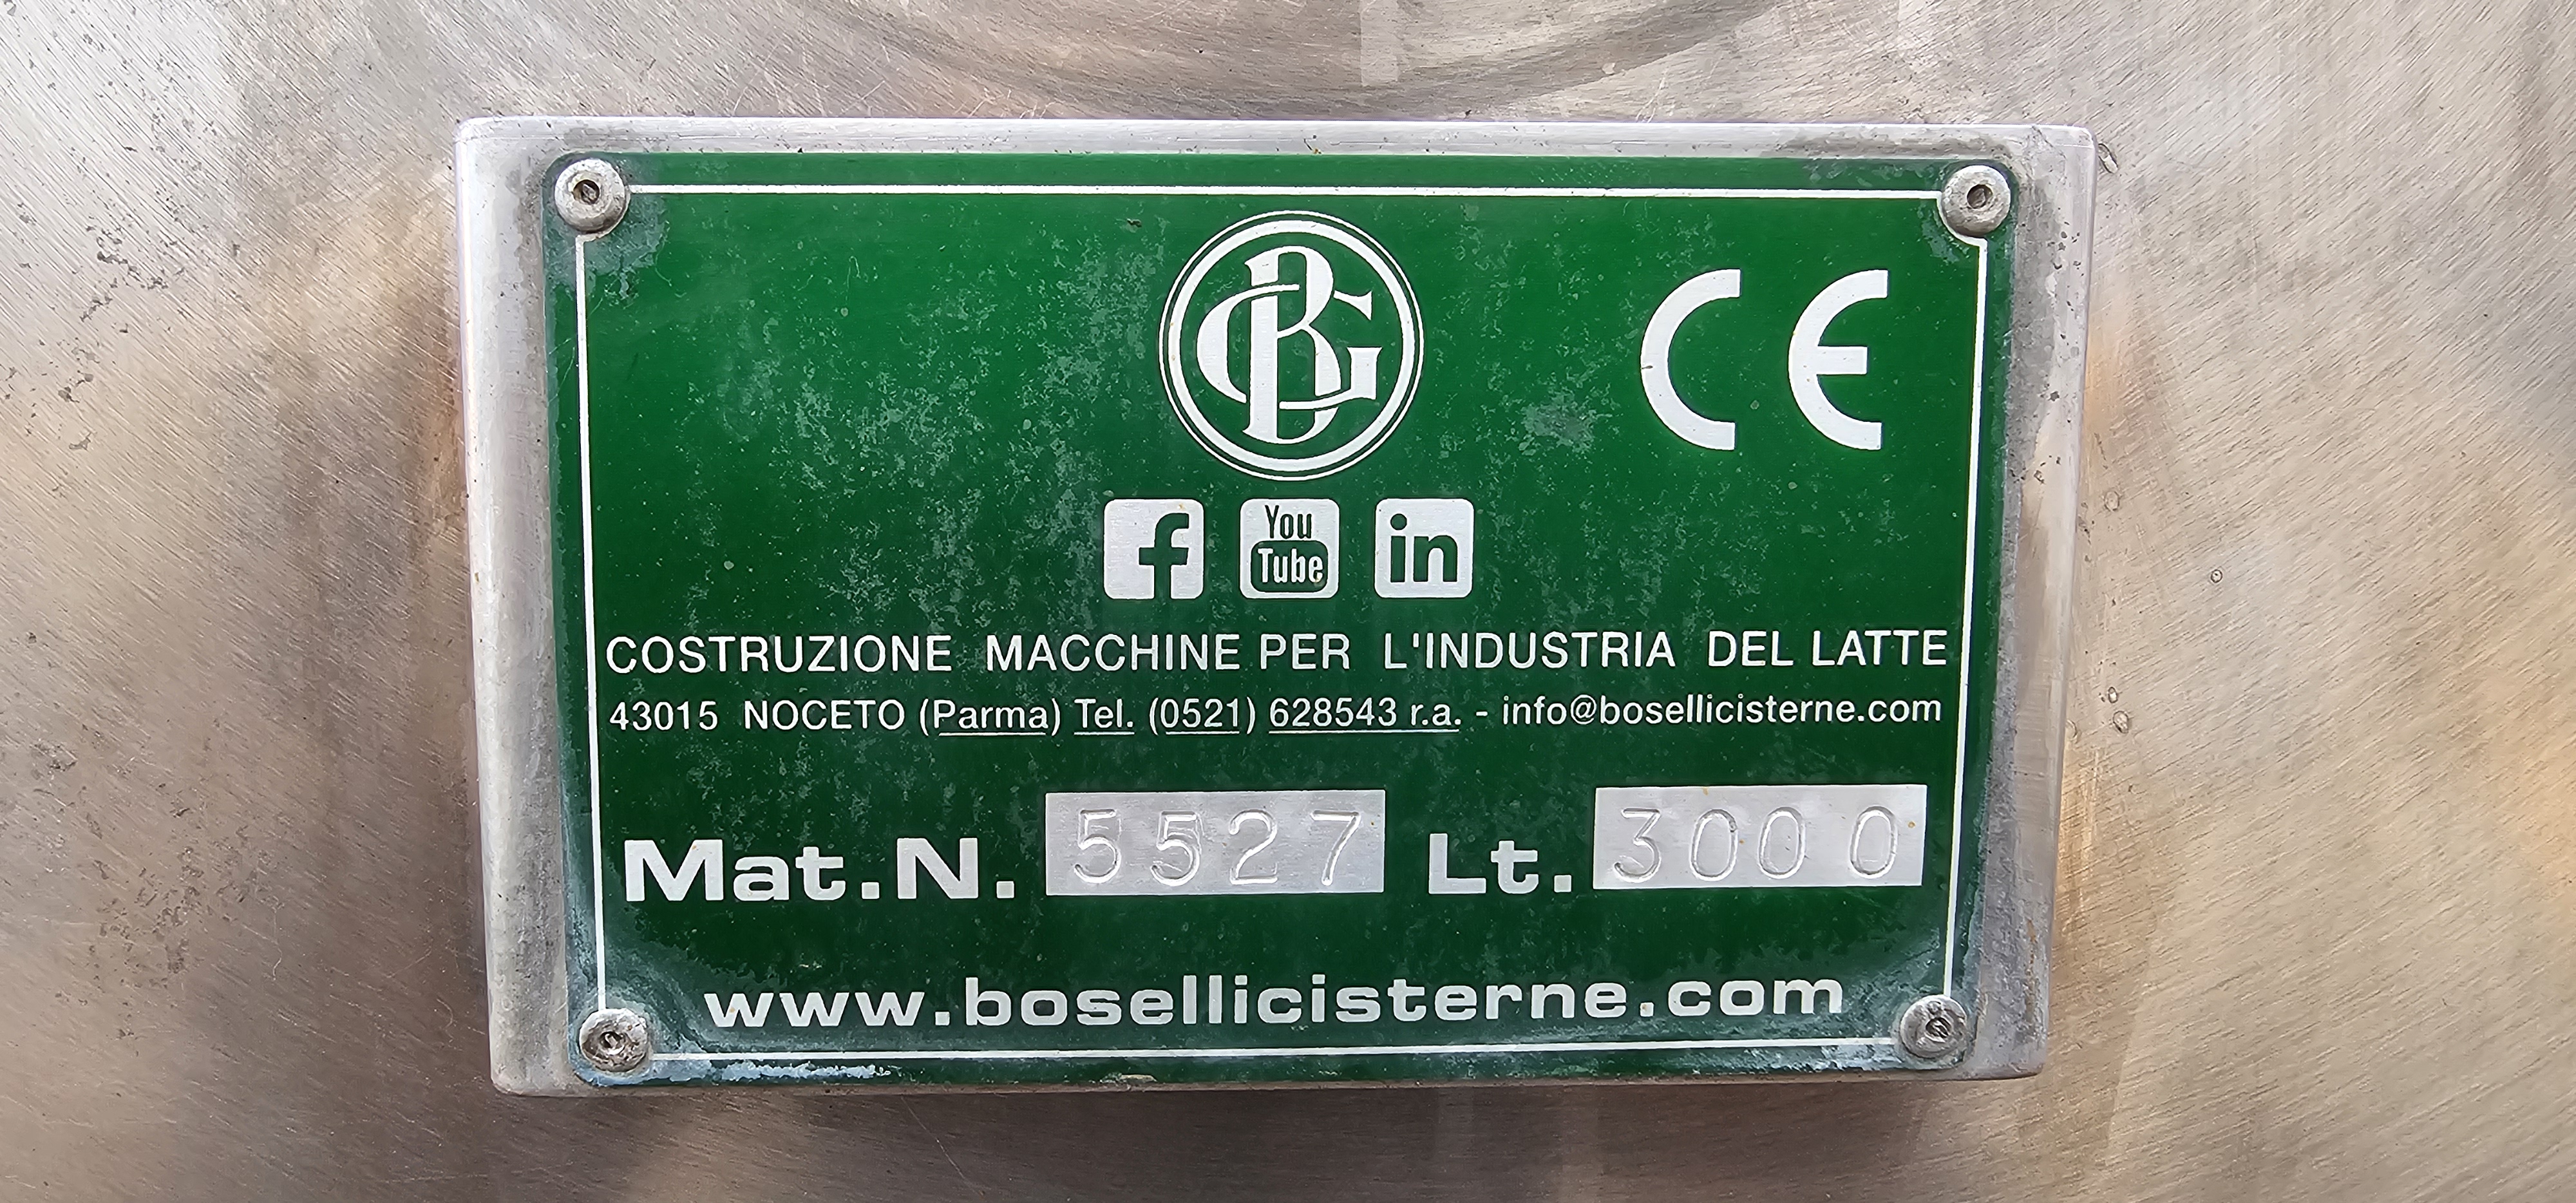 BG
CE
f You Tube in
COSTRUZIONE MACCHINE PER L'INDUSTRIA DEL LATTE
43015 NOCETO (Parma) Tel. (0521) 628543 r.a. - info@bosellicisterne.com
Mat.N. 5527 Lt. 3000
www.bosellicisterne.com